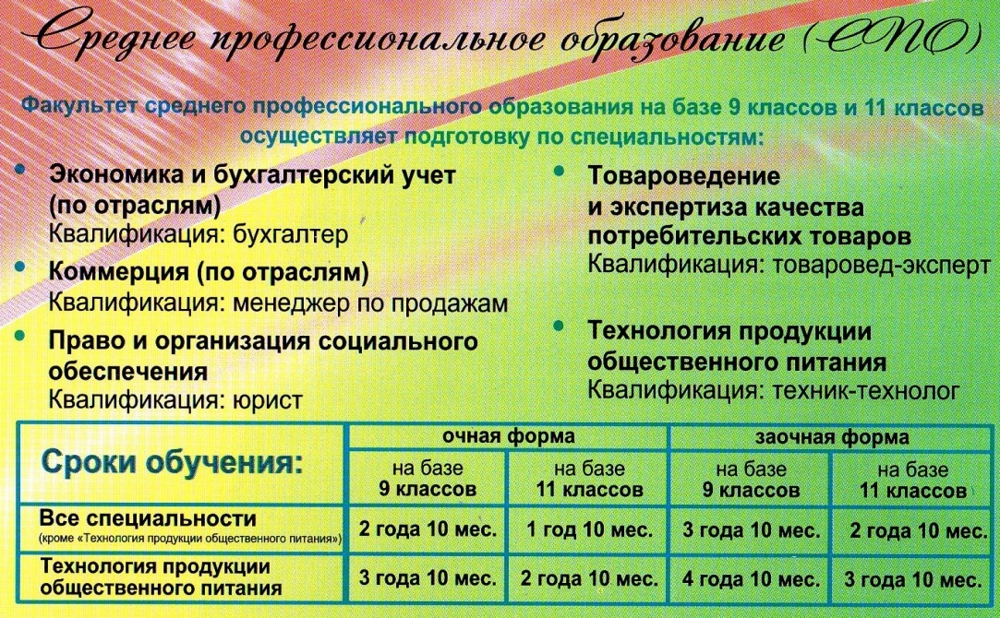 Среднее профессиональное образование (СПО)
Факультет среднего профессионального образования на базе 9 классов и 11 классов
осуществляет подготовку по специальностям:
• Экономика и бухгалтерский учет
(по отраслям)
Квалификация: бухгалтер
• Коммерция (по отраслям)
Квалификация: менеджер по продажам
• Право и организация социального
обеспечения
Квалификация: юрист
• Товароведение
и экспертиза качества
потребительских товаров
Квалификация: товаровед-эксперт
• Технология продукции
общественного питания
Квалификация: техник-технолог
Сроки обучения:
очная форма
заочная форма
на базе
9 классов
на базе
11 классов
на базе
9 классов
на базе
11 классов
Все специальности
(кроме «Технология продукции общественного питания»)
2 года 10 мес.
1 год 10 мес.
3 года 10 мес.
2 года 10 мес.
Технология продукции
общественного питания
3 года 10 мес.
2 года 10 мес.
4 года 10 мес.
3 года 10 мес.